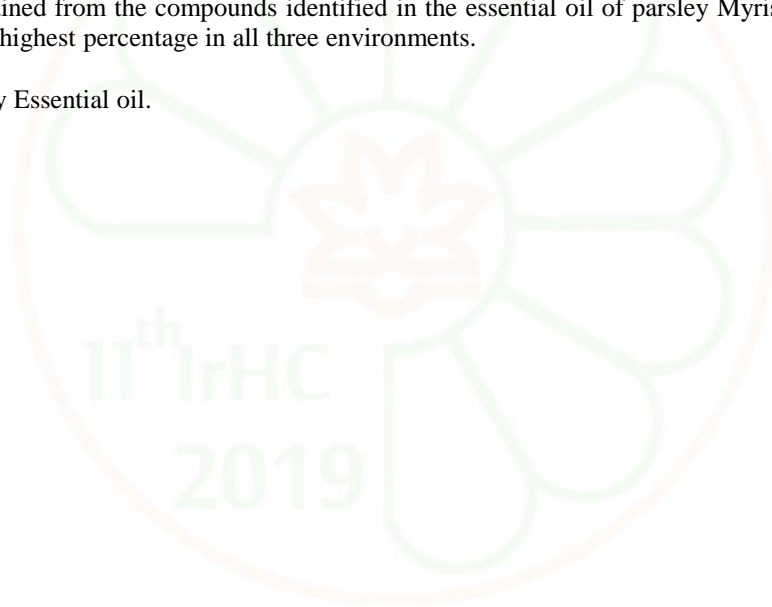 ined from the compounds identified in the essential oil of parsley Myris
highest percentage in all three environments.
y Essential oil.
11th IrHC
2019